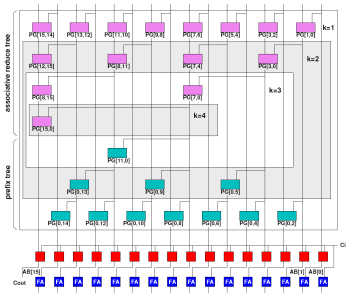 associative reduce tree
prefix tree
k=1
PG[15,14] PG[13,12] PG[11,10] PG[9,8] PG[7,6] PG[5,4] PG[3,2] PG[1,0]
k=2
PG[12,15] PG[8,11] PG[7,4] PG[3,0]
k=3
PG[8,15] PG[7,0]
k=4
PG[15,0]
PG[11,0]
PG[0,13] PG[0,9] PG[0,5]
PG[0,14] PG[0,12] PG[0,10] PG[0,8] PG[0,6] PG[0,4] PG[0,2]
AB[15] AB[1] AB[0]
Cout FA FA FA FA FA FA FA FA FA FA FA FA FA FA FA FA